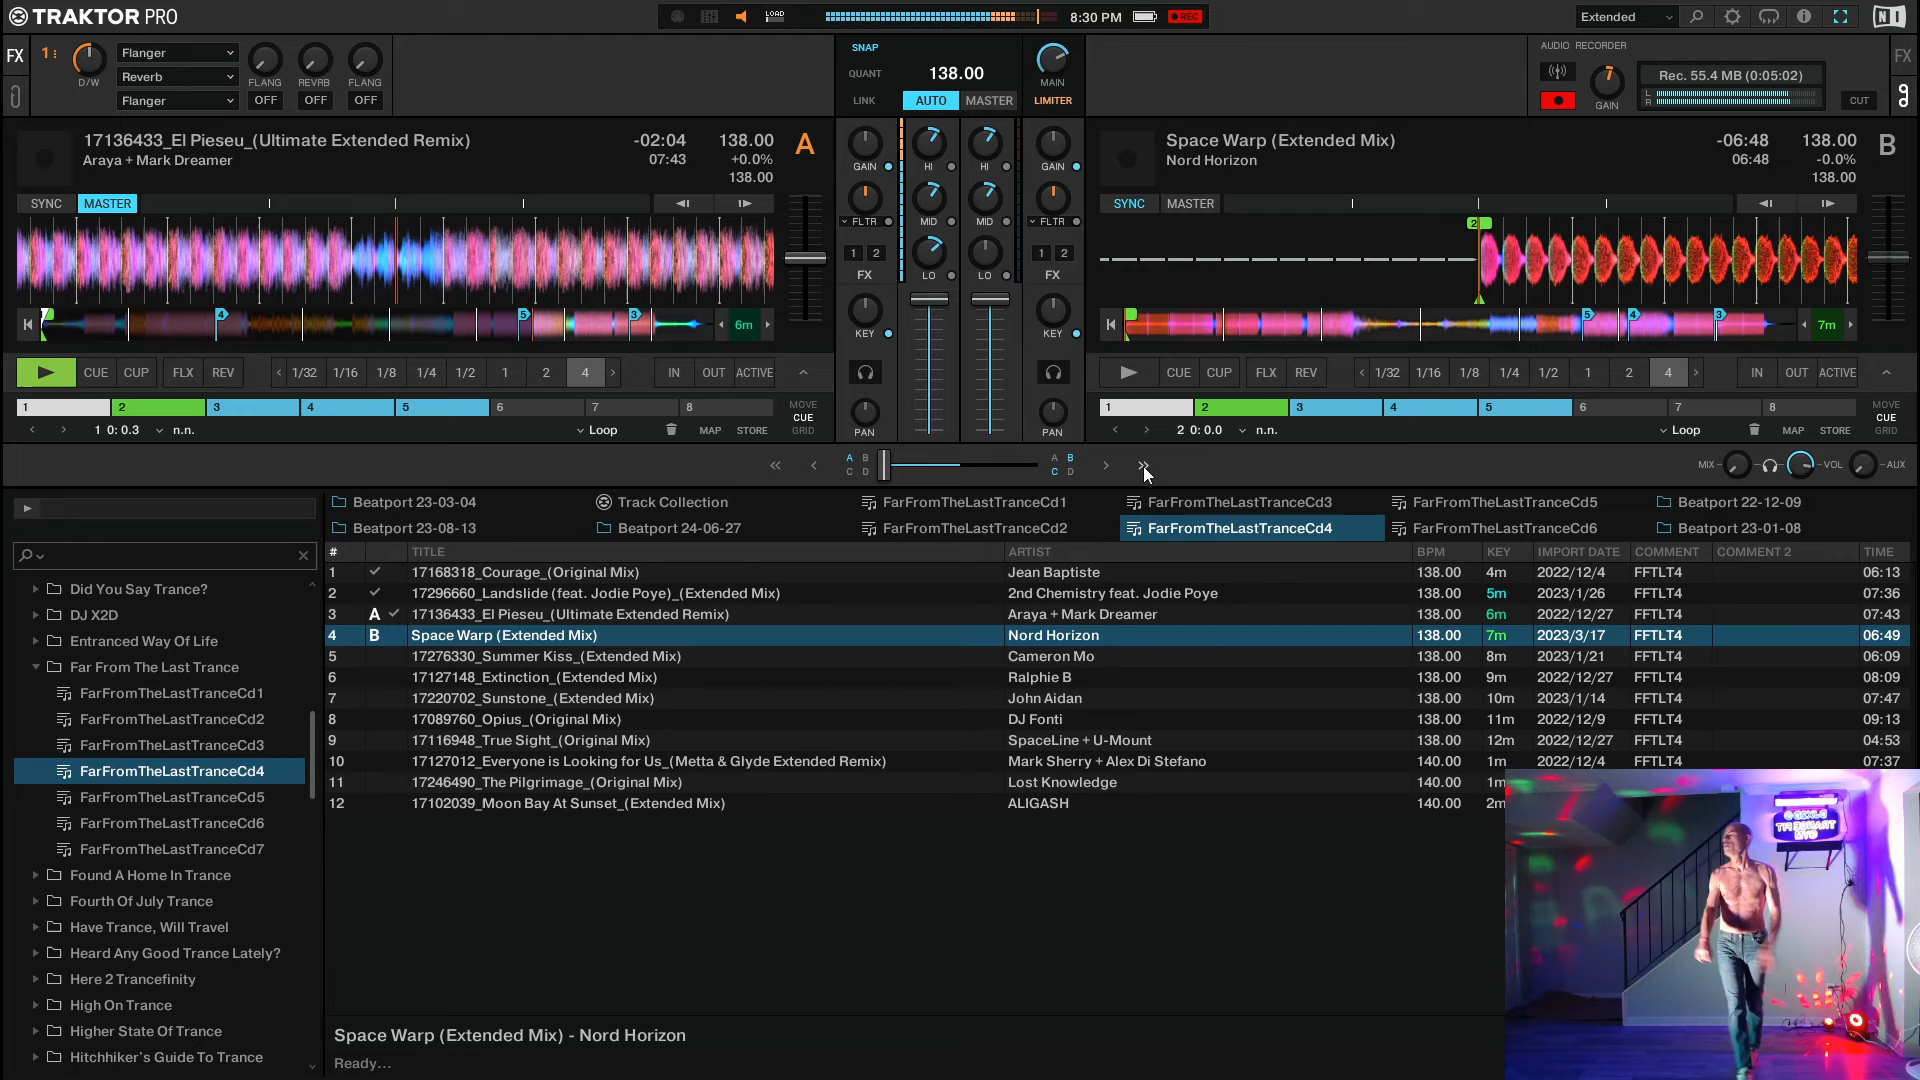 TRAKTOR PRO
LOAD
8:30 PM
REC
Extended
FX
1
D/W
Flanger
Reverb
Flanger
FLANG
REVRB
FLANG
OFF
OFF
OFF
SNAP
QUANT
LINK
138.00
AUTO
MASTER
MAIN
LIMITER
AUDIO RECORDER
GAIN
Rec. 55.4 MB (0:05:02)
L
R
CUT
FX
17136433_El Pieseu_(Ultimate Extended Remix)
Araya + Mark Dreamer
-02:04
07:43
138.00
+0.0%
138.00
A
SYNC
MASTER
4
5
3
6m
CUE
CUP
FLX
REV
1/32
1/16
1/8
1/4
1/2
1
2
4
IN
OUT
ACTIVE
1
2
3
4
5
6
7
8
MOVE
CUE
GRID
1 0: 0.3
n.n.
Loop
MAP
STORE
GAIN
HI
HI
GAIN
FLTR
MID
MID
FLTR
1
2
LO
LO
1
2
FX
FX
KEY
KEY
PAN
PAN
Space Warp (Extended Mix)
Nord Horizon
-06:48
06:48
138.00
-0.0%
138.00
B
SYNC
MASTER
2
5
4
3
7m
CUE
CUP
FLX
REV
1/32
1/16
1/8
1/4
1/2
1
2
4
IN
OUT
ACTIVE
1
2
3
4
5
6
7
8
MOVE
CUE
GRID
2 0: 0.0
n.n.
Loop
MAP
STORE
A B
C D
A B
C D
MIX
VOL
AUX
Beatport 23-03-04
Track Collection
FarFromTheLastTranceCd1
FarFromTheLastTranceCd3
FarFromTheLastTranceCd5
Beatport 22-12-09
Beatport 23-08-13
Beatport 24-06-27
FarFromTheLastTranceCd2
FarFromTheLastTranceCd4
FarFromTheLastTranceCd6
Beatport 23-01-08
Did You Say Trance?
DJ X2D
Entranced Way Of Life
Far From The Last Trance
FarFromTheLastTranceCd1
FarFromTheLastTranceCd2
FarFromTheLastTranceCd3
FarFromTheLastTranceCd4
FarFromTheLastTranceCd5
FarFromTheLastTranceCd6
FarFromTheLastTranceCd7
Found A Home In Trance
Fourth Of July Trance
Have Trance, Will Travel
Heard Any Good Trance Lately?
Here 2 Trancefinity
High On Trance
Higher State Of Trance
Hitchhiker's Guide To Trance
# TITLE ARTIST BPM KEY IMPORT DATE COMMENT COMMENT 2 TIME
1 17168318_Courage_(Original Mix) Jean Baptiste 138.00 4m 2022/12/4 FFTLT4 06:13
2 17296660_Landslide (feat. Jodie Poye)_(Extended Mix) 2nd Chemistry feat. Jodie Poye 138.00 5m 2023/1/26 FFTLT4 07:36
3 A 17136433_El Pieseu_(Ultimate Extended Remix) Araya + Mark Dreamer 138.00 6m 2022/12/27 FFTLT4 07:43
4 B Space Warp (Extended Mix) Nord Horizon 138.00 7m 2023/3/17 FFTLT4 06:49
5 17276330_Summer Kiss_(Extended Mix) Cameron Mo 138.00 8m 2023/1/21 FFTLT4 06:09
6 17127148_Extinction_(Extended Mix) Ralphie B 138.00 9m 2022/12/27 FFTLT4 08:09
7 17220702_Sunstone_(Extended Mix) John Aidan 138.00 10m 2023/1/14 FFTLT4 07:47
8 17089760_Opius_(Original Mix) DJ Fonti 138.00 11m 2022/12/9 FFTLT4 09:13
9 17116948_True Sight_(Original Mix) SpaceLine + U-Mount 138.00 12m 2022/12/27 FFTLT4 04:53
10 17127012_Everyone is Looking for Us_(Metta & Glyde Extended Remix) Mark Sherry + Alex Di Stefano 140.00 1m 2022/12/4 FFTLT4 07:37
11 17246490_The Pilgrimage_(Original Mix) Lost Knowledge 140.00 1m
12 17102039_Moon Bay At Sunset_(Extended Mix) ALIGASH 140.00 2m
Space Warp (Extended Mix) - Nord Horizon
Ready...